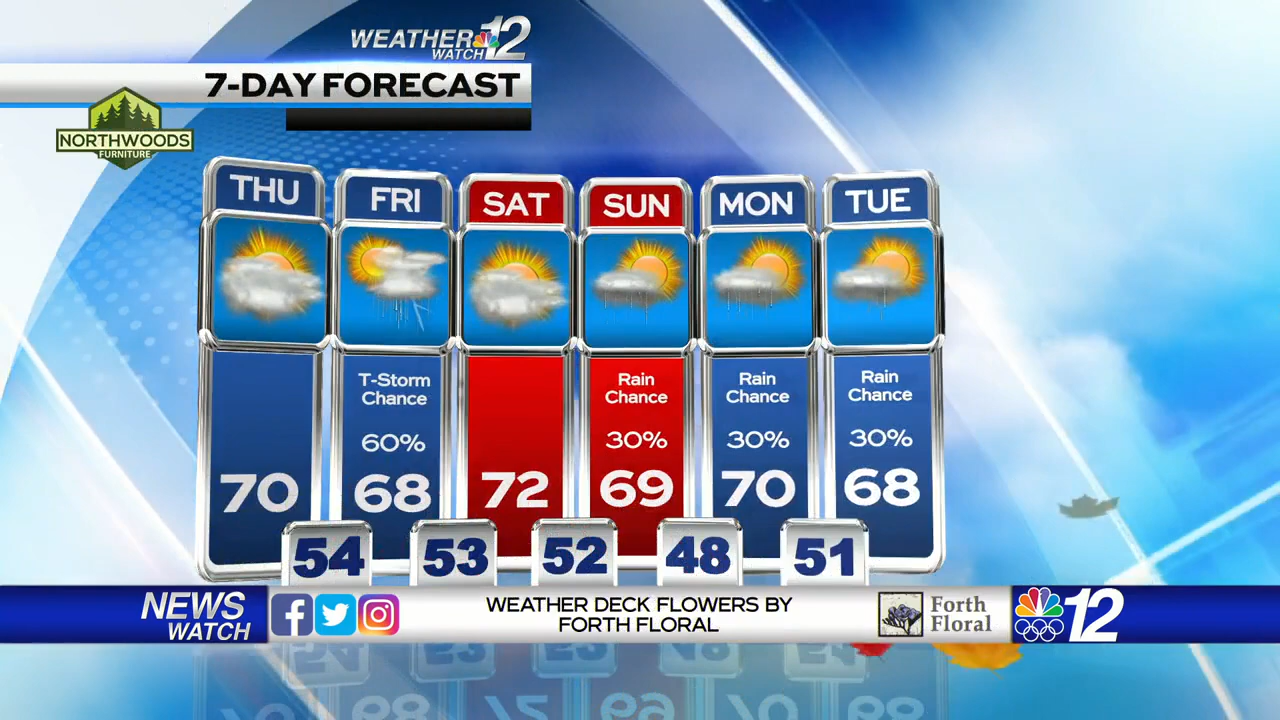 WEATHER 12
WATCH
7-DAY FORECAST
NORTHWOODS
FURNITURE
THU FRI SAT SUN MON TUE
T-Storm
Chance
60%
Rain
Chance
30%
Rain
Chance
30%
Rain
Chance
30%
70 68 72 69 70 68
54 53 52 48 51
NEWS
WATCH
WEATHER DECK FLOWERS BY
FORTH FLORAL
Forth
Floral
12